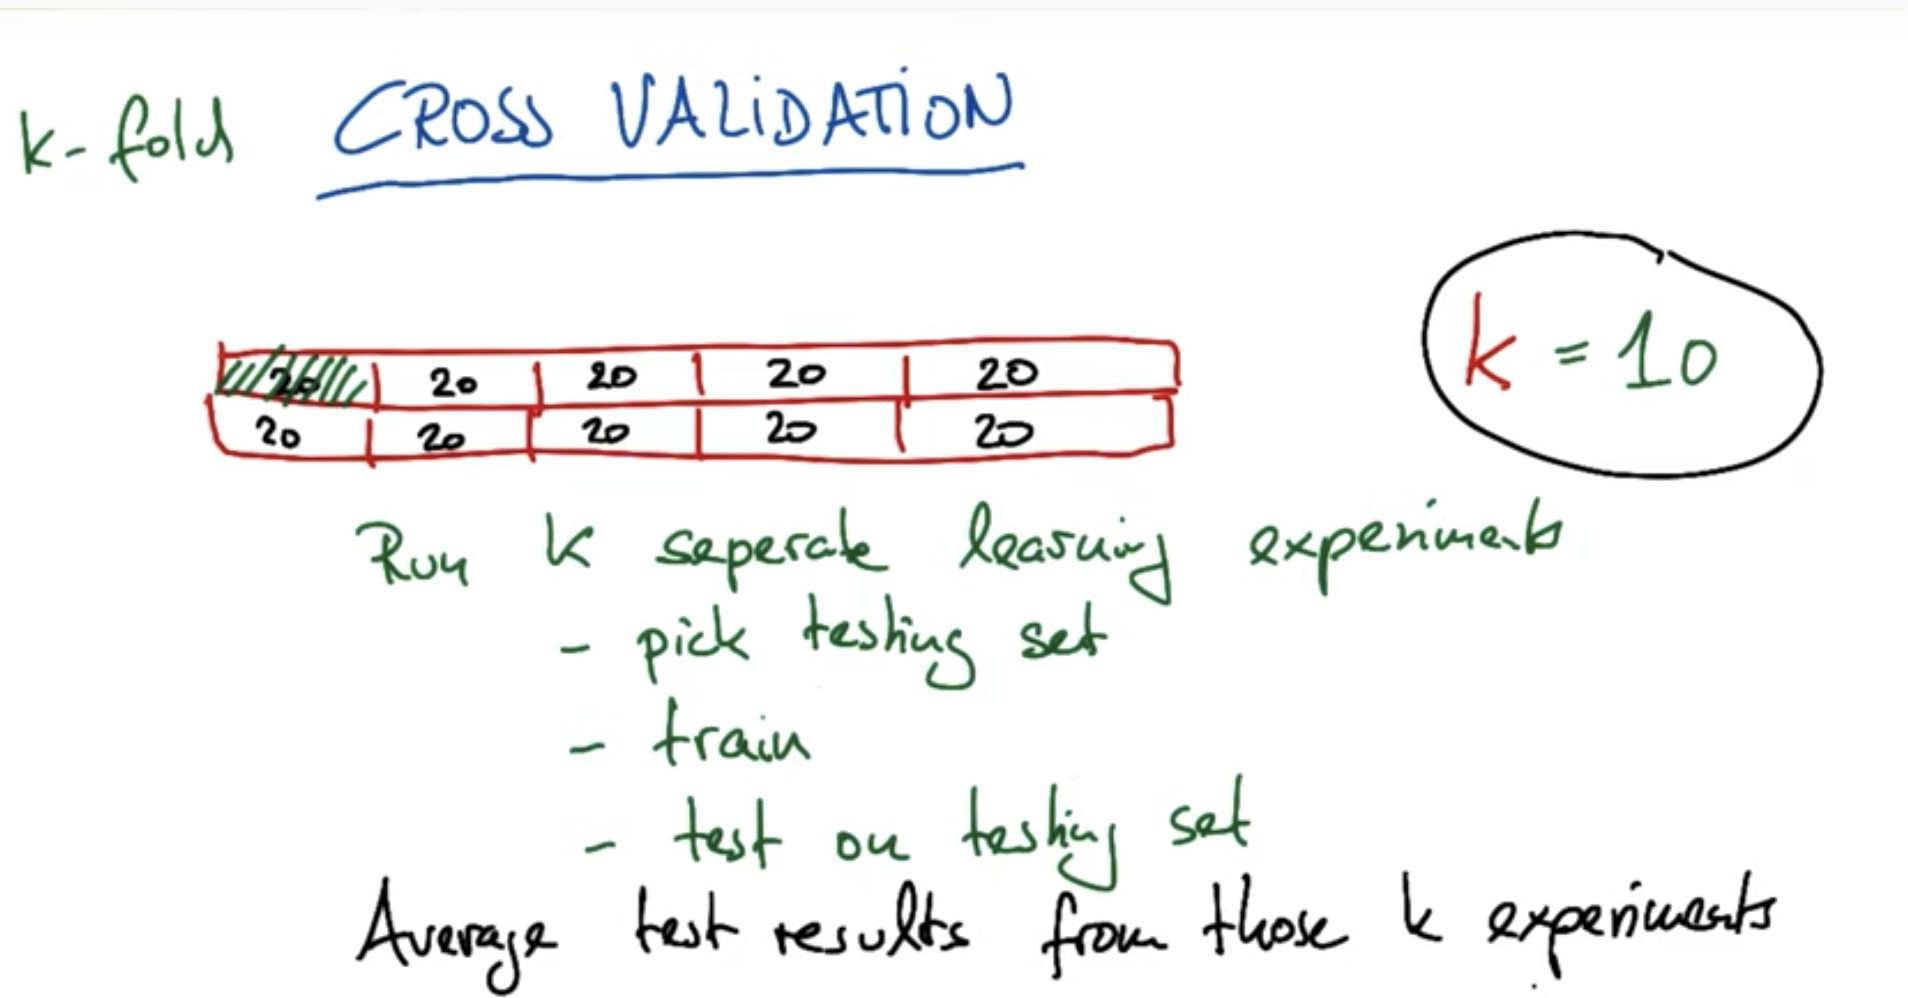 k-fold CROSS VALiDATiON
20 20 20 20 20
k = 10
20 20 20 20 20
Run k seperate learning experiments
- pick testing set
- train
- test on testing set
Average test results from those k experiments